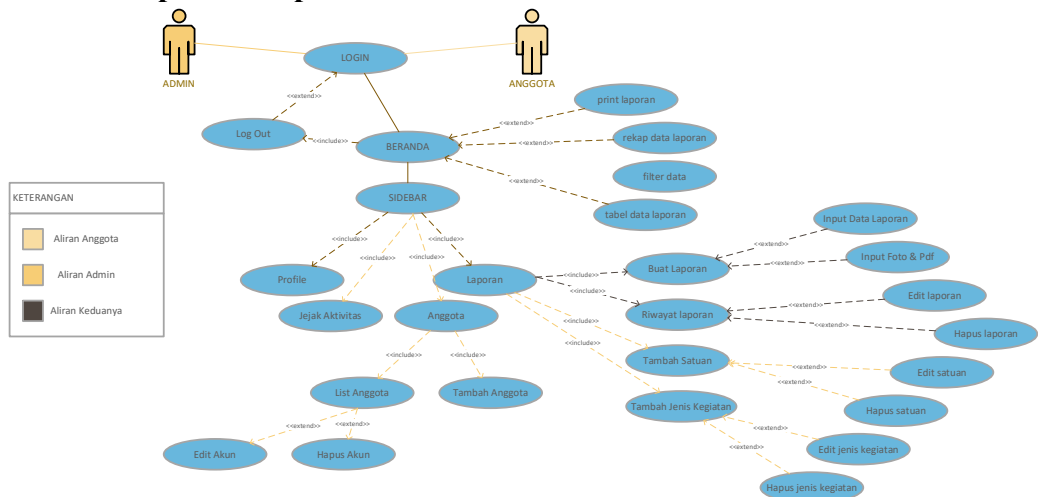 ADMIN
ANGGOTA
LOGIN
<<extend>>
Log Out
<<include>>
BERANDA
print laporan
<<extend>>
rekap data laporan
<<extend>>
filter data
<<extend>>
tabel data laporan
SIDEBAR
KETERANGAN
Aliran Anggota
Aliran Admin
Aliran Keduanya
<<include>>
<<include>>
<<include>>
<<include>>
Profile
Jejak Aktivitas
Anggota
Laporan
<<include>>
Buat Laporan
<<extend>>
Input Data Laporan
<<extend>>
Input Foto & Pdf
<<include>>
Riwayat laporan
<<extend>>
Edit laporan
<<extend>>
Hapus laporan
<<include>>
<<include>>
Tambah Satuan
<<extend>>
Edit satuan
<<extend>>
Hapus satuan
Tambah Jenis Kegiatan
<<extend>>
Edit jenis kegiatan
<<extend>>
Hapus jenis kegiatan
<<include>>
<<include>>
List Anggota
Tambah Anggota
<<extend>>
<<extend>>
Edit Akun
Hapus Akun